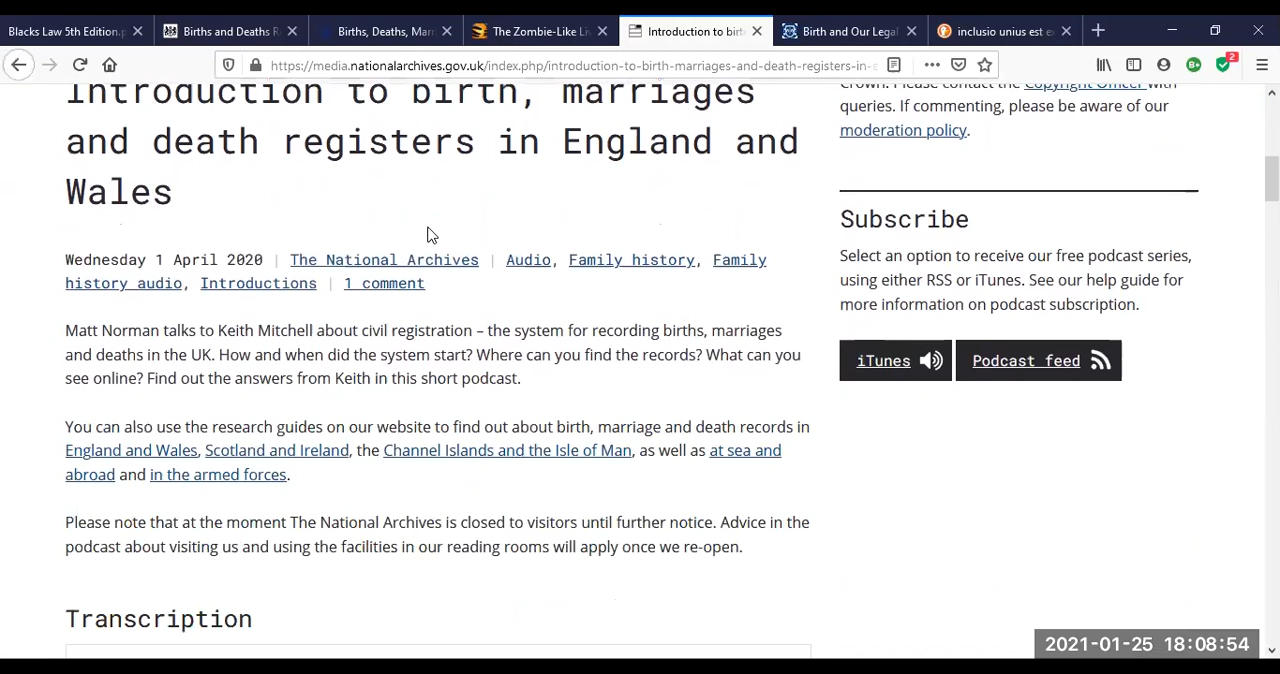 Blacks Law 5th Edition.p
Births and Deaths R
Births, Deaths, Mar
The Zombie-Like Li
Introduction to birt
Birth and Our Legal
inclusio unius est ex
https://media.nationalarchives.gov.uk/index.php/introduction-to-birth-marriages-and-death-registers-in-e
2
Introduction to birth, marriages
and death registers in England and
Wales
Wednesday 1 April 2020 | The National Archives | Audio, Family history, Family
history audio, Introductions | 1 comment
Matt Norman talks to Keith Mitchell about civil registration – the system for recording births, marriages
and deaths in the UK. How and when did the system start? Where can you find the records? What can you
see online? Find out the answers from Keith in this short podcast.
You can also use the research guides on our website to find out about birth, marriage and death records in
England and Wales, Scotland and Ireland, the Channel Islands and the Isle of Man, as well as at sea and
abroad and in the armed forces.
Please note that at the moment The National Archives is closed to visitors until further notice. Advice in the
podcast about visiting us and using the facilities in our reading rooms will apply once we re-open.
Transcription
Crown. Please contact the Copyright Officer with
queries. If commenting, please be aware of our
moderation policy.
Subscribe
Select an option to receive our free podcast series,
using either RSS or iTunes. See our help guide for
more information on podcast subscription.
iTunes
Podcast feed
2021-01-25 18:08:54